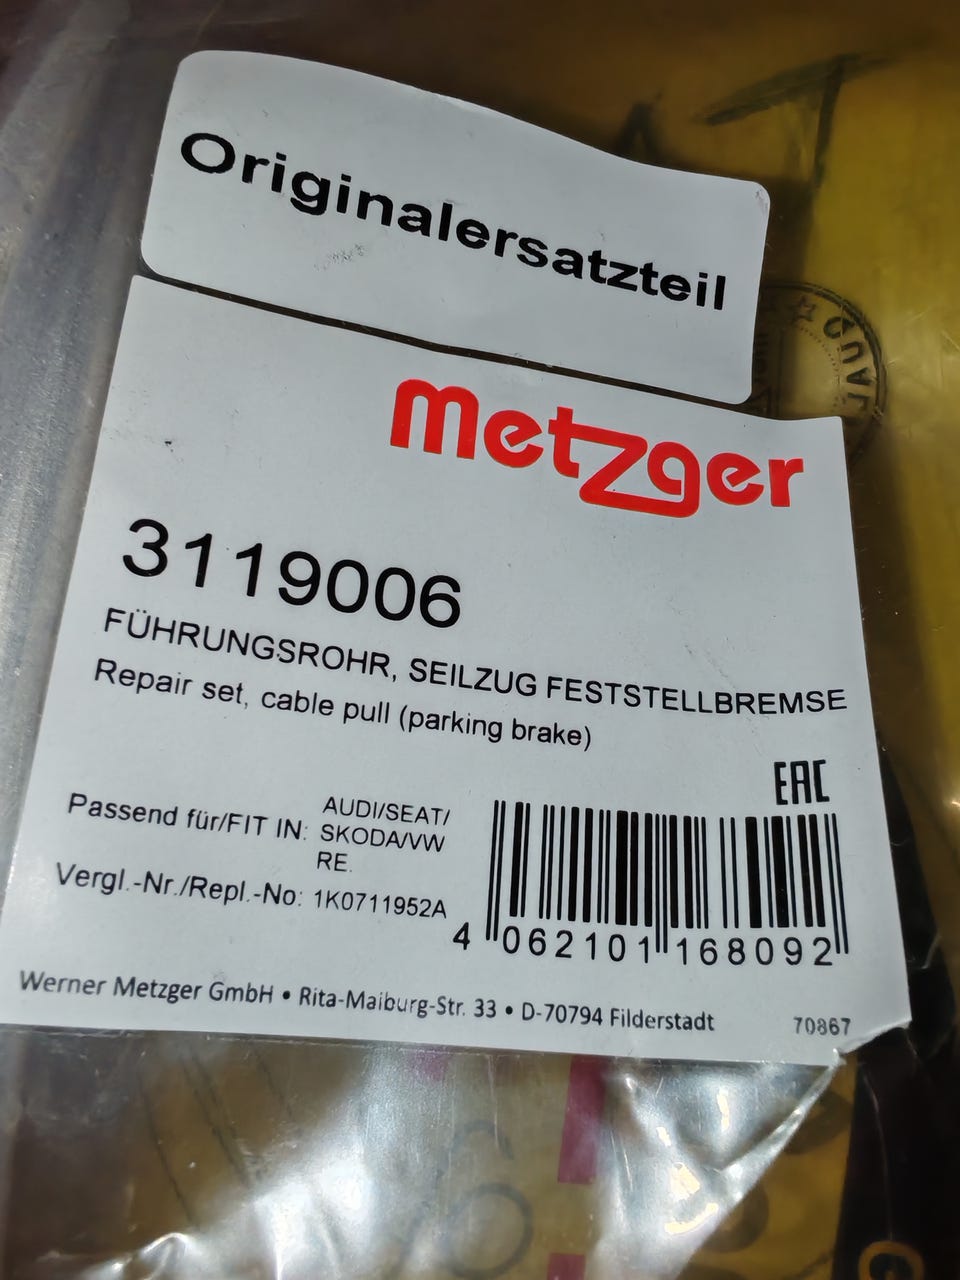 Originalersatzteil
metzger
3119006
FÜHRUNGSROHR, SEILZUG FESTSTELLBREMSE
Repair set, cable pull (parking brake)
EAC
Passend für/FIT IN: AUDI/SEAT/
SKODA/VW
RE.
Vergl.-Nr./Repl.-No: 1K0711952A
4 062101 168092
Werner Metzger GmbH • Rita-Maiburg-Str. 33 • D-70794 Filderstadt
70867